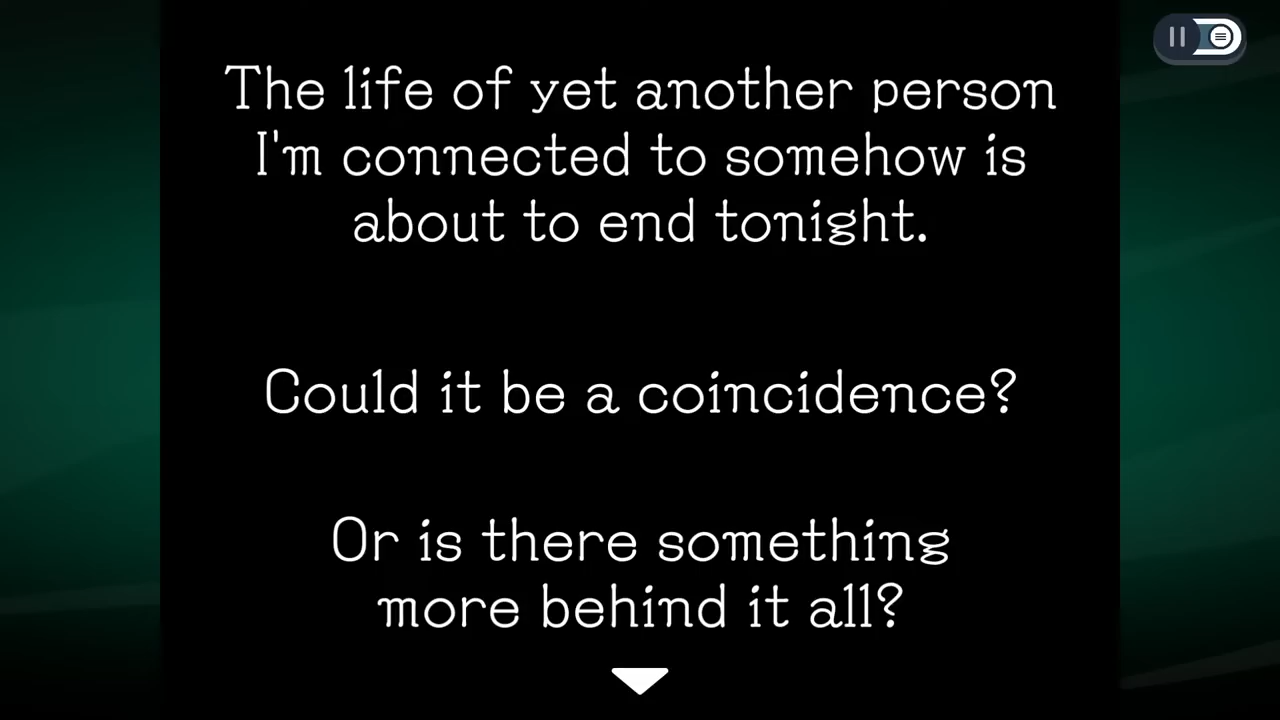 The life of yet another person
I'm connected to somehow is
about to end tonight.
Could it be a coincidence?
Or is there something
more behind it all?